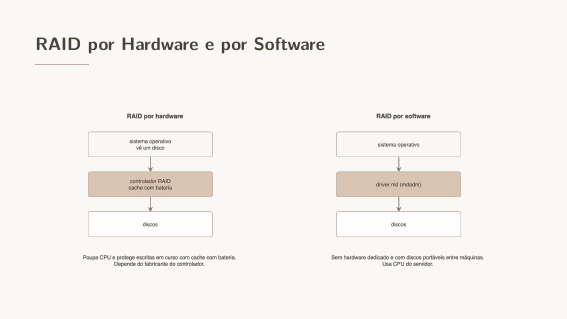 RAID por Hardware e por Software
RAID por hardware
sistema operativo
vê um disco
controlador RAID
cache com bateria
discos
Poupa CPU e protege escritas em curso com cache com bateria.
Depende do fabricante do controlador.
RAID por software
sistema operativo
driver md (mdadm)
discos
Sem hardware dedicado e com discos portáveis entre máquinas.
Usa CPU do servidor.